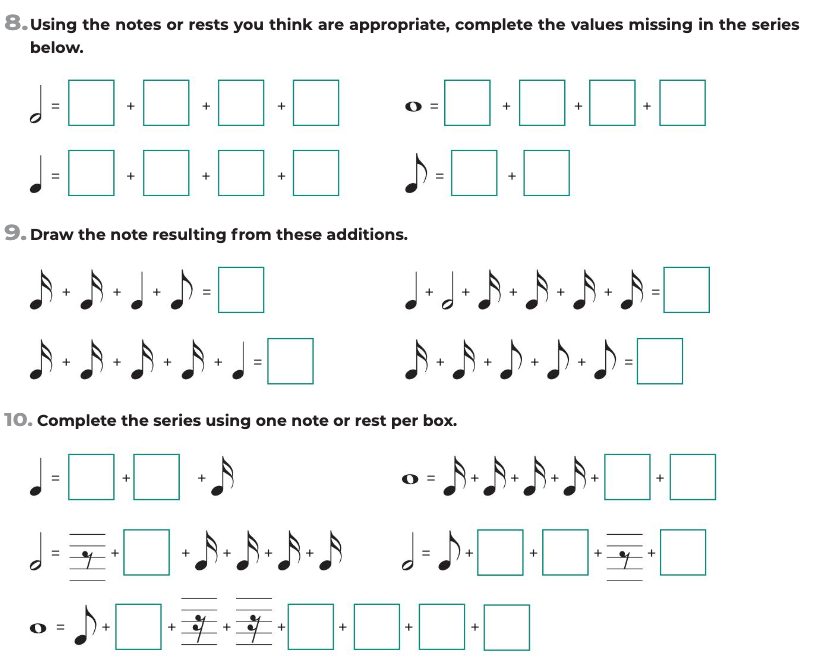 8. Using the notes or rests you think are appropriate, complete the values missing in the series
below.
= + + +
= + + +
= + + +
= +
9. Draw the note resulting from these additions.
+ + + =
+ + + + + =
+ + + + =
+ + + + =
10. Complete the series using one note or rest per box.
= + +
= + + + + +
= + + + + +
= + + + +
= + + + + + + +